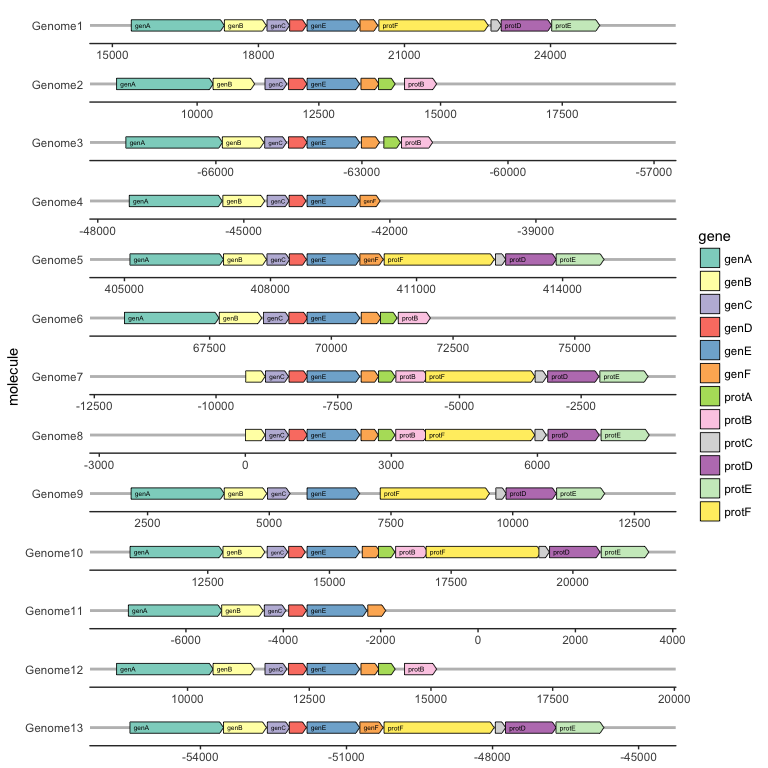 Genome1 genA genB genC genE protF protD protE
15000 18000 21000 24000
Genome2 genA genB genC genE protB
10000 12500 15000 17500
Genome3 genA genB genC genE protB
-66000 -63000 -60000 -57000
Genome4 genA genB genC genE genF
-48000 -45000 -42000 -39000
Genome5 genA genB genC genE genF protF protD protE
405000 408000 411000 414000
Genome6 genA genB genC genE protB
67500 70000 72500 75000
Genome7 genC genE protB protF protD protE
-12500 -10000 -7500 -5000 -2500
Genome8 genC genE protB protF protD protE
-3000 0 3000 6000
Genome9 genA genB genC genE protF protD protE
2500 5000 7500 10000 12500
Genome10 genA genB genC genE protB protF protD protE
12500 15000 17500 20000
Genome11 genA genB genC genE
-6000 -4000 -2000 0 2000 4000
Genome12 genA genB genC genE protB
10000 12500 15000 17500 20000
Genome13 genA genB genC genE genF protF protD protE
-54000 -51000 -48000 -45000
molecule
gene
genA
genB
genC
genD
genE
genF
protA
protB
protC
protD
protE
protF